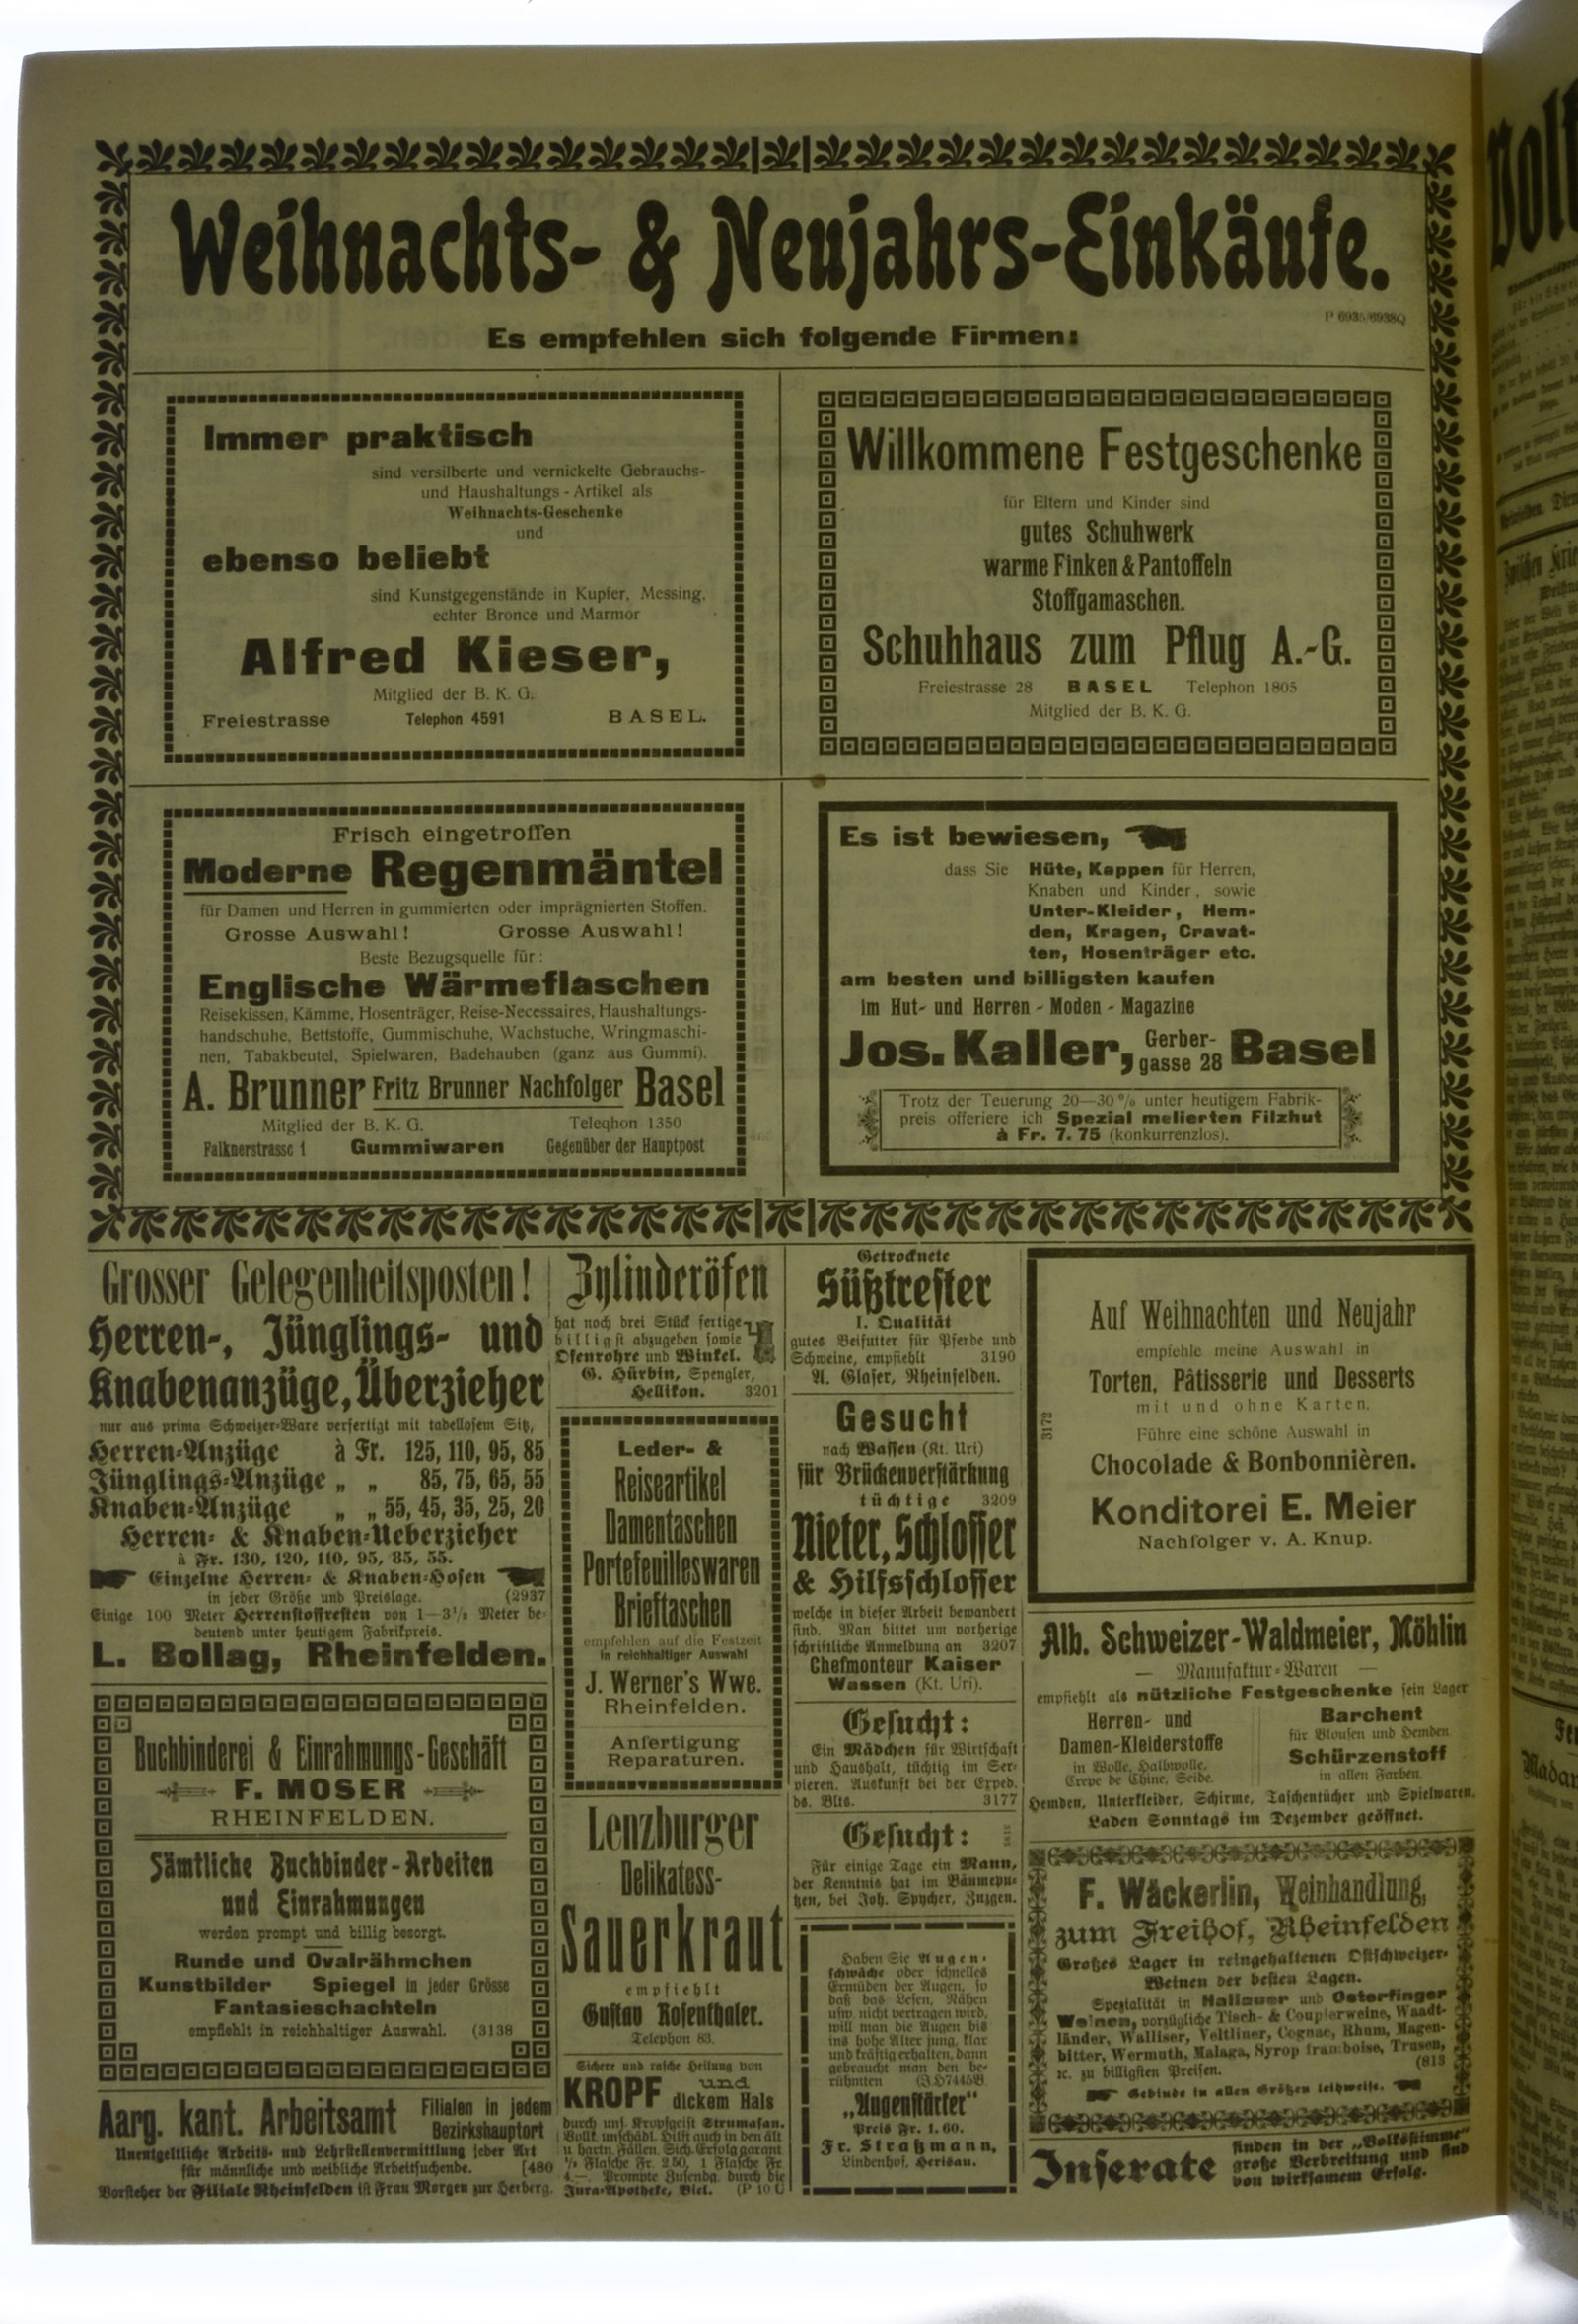 Weihnachts- & Neujahrs-Einkäufe.
P 6935/6938Q
Es empfehlen sich folgende Firmen:
Immer praktisch
sind versilberte und vernickelte Gebrauchs-
und Haushaltungs-Artikel als
Weihnachts-Geschenke
und
ebenso beliebt
sind Kunstgegenstände in Kupfer, Messing,
echter Bronce und Marmor
Alfred Kieser,
Mitglied der B. K. G.
Freiestrasse Telephon 4591 BASEL.
Willkommene Festgeschenke
für Eltern und Kinder sind
gutes Schuhwerk
warme Finken & Pantoffeln
Stoffgamaschen.
Schuhhaus zum Pflug A.-G.
Freiestrasse 28 BASEL Telephon 1805
Mitglied der B. K. G.
Frisch eingetroffen
Moderne Regenmäntel
für Damen und Herren in gummierten oder imprägnierten Stoffen.
Grosse Auswahl! Grosse Auswahl!
Beste Bezugsquelle für:
Englische Wärmeflaschen
Reisekissen, Kämme, Hosenträger, Reise-Necessaires, Haushaltungs-
handschuhe, Bettstoffe, Gummischuhe, Wachstuche, Wringmaschi-
nen, Tabakbeutel, Spielwaren, Badehauben (ganz aus Gummi).
A. Brunner Fritz Brunner Nachfolger Basel
Mitglied der B. K. G. Teleqhon 1350
Falknerstrasse 1 Gummiwaren Gegenüber der Hauptpost
Es ist bewiesen,
dass Sie Hüte, Kappen für Herren,
Knaben und Kinder, sowie
Unter-Kleider, Hem-
den, Kragen, Cravat-
ten, Hosenträger etc.
am besten und billigsten kaufen
im Hut- und Herren-Moden-Magazine
Jos. Kaller, Gerber-
gasse 28 Basel
Trotz der Teuerung 20—30 % unter heutigem Fabrik-
preis offeriere ich Spezial melierten Filzhut
à Fr. 7.75 (konkurrenzlos).
Grosser Gelegenheitsposten!
Herren-, Jünglings- und
Knabenanzüge, Überzieher
nur aus prima Schweizer-Ware verfertigt mit tadellosem Sitz,
Herren-Anzüge à Fr. 125, 110, 95, 85
Jünglings-Anzüge „ „ 85, 75, 65, 55
Knaben-Anzüge „ „ 55, 45, 35, 25, 20
Herren- & Knaben-Ueberzieher
à Fr. 130, 120, 110, 95, 85, 55.
Einzelne Herren- & Knaben-Hosen
in jeder Größe und Preislage. (2937
Einige 100 Meter Herrenstoffresten von 1—3½ Meter be-
deutend unter heutigem Fabrikpreis.
L. Bollag, Rheinfelden.
Buchbinderei & Einrahmungs-Geschäft
F. MOSER
RHEINFELDEN.
Sämtliche Buchbinder-Arbeiten
und Einrahmungen
werden prompt und billig besorgt.
Runde und Ovalrähmchen
Kunstbilder Spiegel in jeder Grösse
Fantasieschachteln
empfiehlt in reichhaltiger Auswahl. (3138
Aarg. kant. Arbeitsamt Filialen in jedem
Bezirkshauptort
Unentgeltliche Arbeits- und Lehrstellenvermittlung jeder Art
für männliche und weibliche Arbeitsuchende. [480
Vorsteher der Filiale Rheinfelden ist Frau Morgen zur Herberg.
Zylinderöfen
hat noch drei Stück fertige
billigst abzugeben sowie
Ofenrohre und Winkel.
G. Hürbin, Spengler,
Hellikon. 3201
Leder- &
Reiseartikel
Damentaschen
Portefeuilleswaren
Brieftaschen
empfehlen auf die Festzeit
in reichhaltiger Auswahl
J. Werner's Wwe.
Rheinfelden.
Anfertigung
Reparaturen.
Lenzburger
Delikatess-
Sauerkraut
empfiehlt
Gustav Rosenthaler.
Telephon 83.
Sichere und rasche Heilung von
KROPF und
dickem Hals
durch uns. Kropfgeist Strumasan.
Vollk. unschädl. Hilft auch in den ält
u. hartn. Fällen. Sich. Erfolg garant
½ Flasche Fr. 2.50, 1 Flasche Fr.
4.—. Prompte Zusendg. durch die
Jura-Apotheke, Biel. (P 10 U
Getrocknete
Süßtrester
I. Qualität
gutes Beifutter für Pferde und
Schweine, empfiehlt 3190
A. Glaser, Rheinfelden.
Gesucht
nach Wassen (Kt. Uri)
für Brückenverstärkung
tüchtige 3209
Nieter, Schlosser
& Hilfsschlosser
welche in dieser Arbeit bewandert
sind. Man bittet um vorherige
schriftliche Anmeldung an 3207
Chefmonteur Kaiser
Wassen (Kt. Uri).
Gesucht:
Ein Mädchen für Wirtschaft
und Haushalt, tüchtig im Ser-
vieren. Auskunft bei der Exped.
ds. Blts. 3177
Gesucht:
Für einige Tage ein Mann,
der Kenntnis hat im Bäumepu-
tzen, bei Joh. Spycher, Zuzgen.
Haben Sie Augen-
schwäche oder schnelles
Ermüden der Augen, so
daß das Lesen, Nähen
usw. nicht vertragen wird,
will man die Augen bis
ins hohe Alter jung, klar
und kräftig erhalten, dann
gebraucht man den be-
rühmten (J.H7445B
„Augenstärker“
Preis Fr. 1.60.
Fr. Straßmann,
Lindenhof, Herisau.
3172
Auf Weihnachten und Neujahr
empfehle meine Auswahl in
Torten, Pâtisserie und Desserts
mit und ohne Karten.
Führe eine schöne Auswahl in
Chocolade & Bonbonnièren.
Konditorei E. Meier
Nachfolger v. A. Knup.
Alb. Schweizer-Waldmeier, Möhlin
— Manufaktur-Waren —
empfiehlt als nützliche Festgeschenke sein Lager
Herren- und
Damen-Kleiderstoffe
in Wolle, Halbwolle,
Crepe de Chine, Seide.
Barchent
für Blousen und Hemden
Schürzenstoff
in allen Farben.
Hemden, Unterkleider, Schirme, Taschentücher und Spielwaren.
Laden Sonntags im Dezember geöffnet.
F. Wäckerlin, Weinhandlung,
zum Freihof, Rheinfelden
Großes Lager in reingehaltenen Ostschweizer-
Weinen der besten Lagen.
Spezialität in Hallauer und Osterfinger
Weinen, vorzügliche Tisch- & Coupierweine, Waadt-
länder, Walliser, Veltliner, Cognac, Rhum, Magen-
bitter, Wermuth, Malaga, Syrop framboise, Trusen,
ic. zu billigsten Preisen. (813
Gebinde in allen Größen leihweise.
Inserate finden in der „Volksstimme“
große Verbreitung und sind
von wirksamem Erfolg.